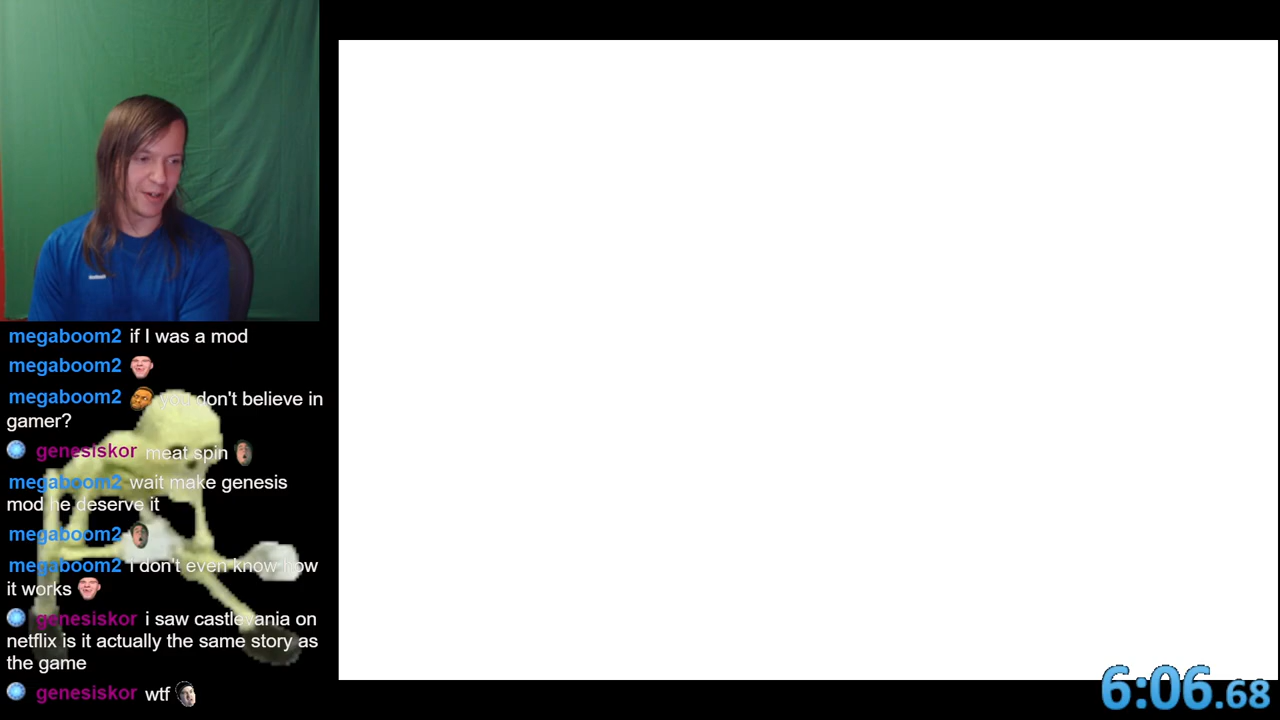 megaboom2 if I was a mod
megaboom2
megaboom2 you don't believe in
gamer?
genesiskor meat spin
megaboom2 wait make genesis
mod he deserve it
megaboom2
megaboom2 i don't even know how
it works
genesiskor i saw castlevania on
netflix is it actually the same story as
the game
genesiskor wtf
6:06.68